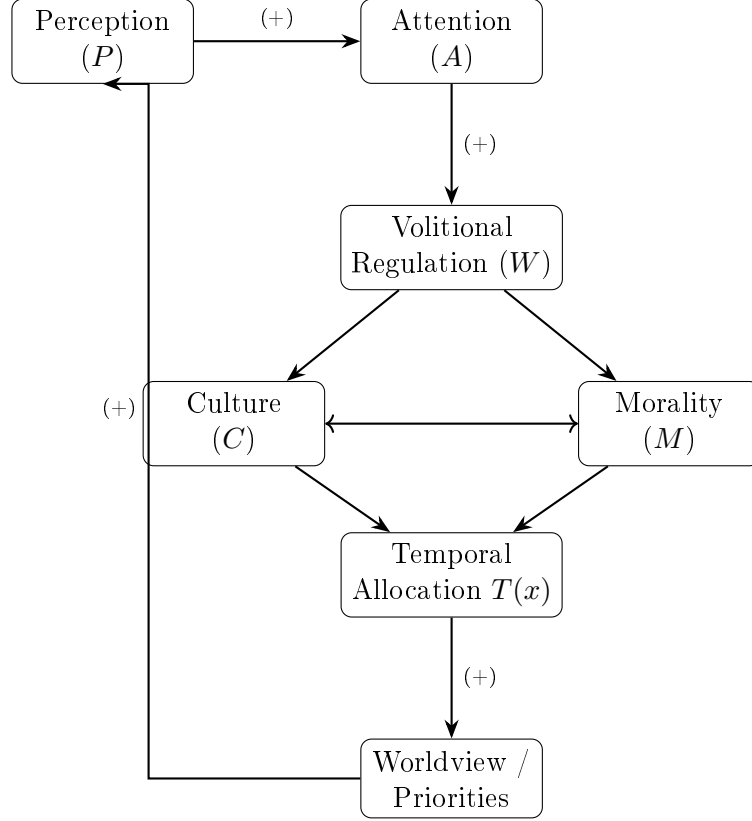 Perception
(P)
(+)
Attention
(A)
(+)
Volitional
Regulation (W)
(+)
Culture
(C)
Morality
(M)
Temporal
Allocation T(x)
(+)
Worldview /
Priorities